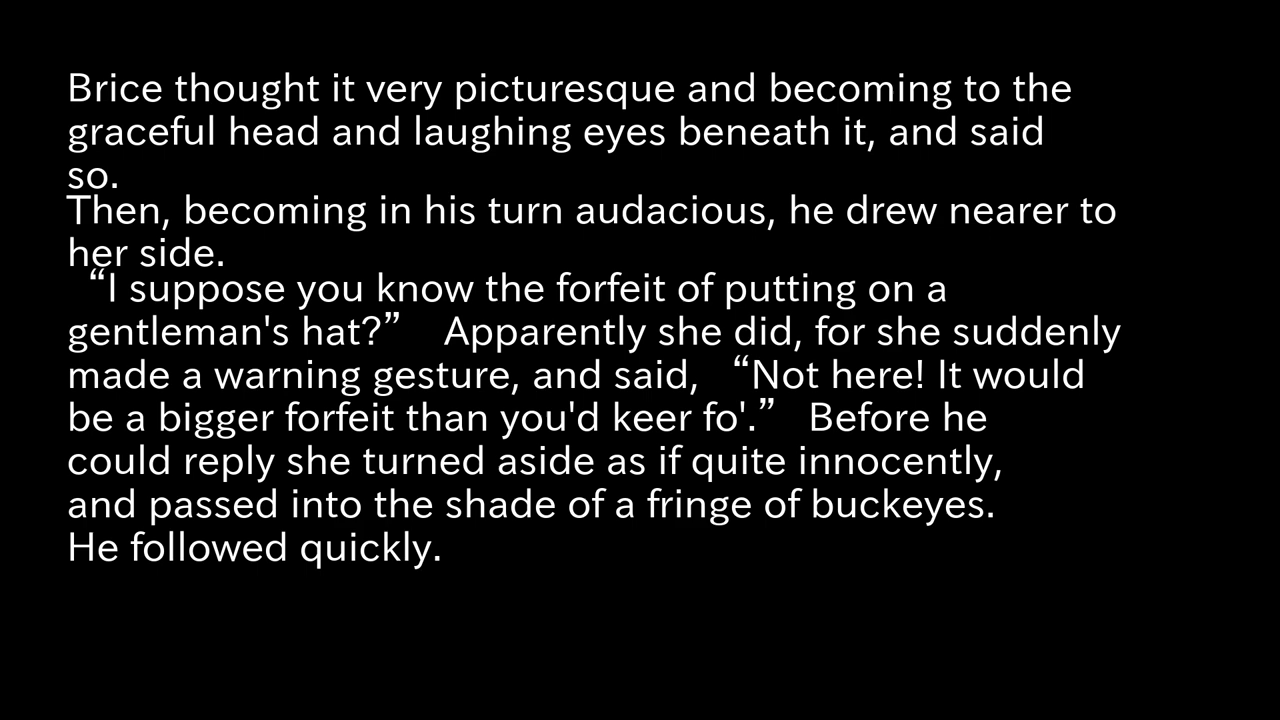 Brice thought it very picturesque and becoming to the
graceful head and laughing eyes beneath it, and said
so.
Then, becoming in his turn audacious, he drew nearer to
her side.
“I suppose you know the forfeit of putting on a
gentleman's hat?” Apparently she did, for she suddenly
made a warning gesture, and said, “Not here! It would
be a bigger forfeit than you'd keer fo'.” Before he
could reply she turned aside as if quite innocently,
and passed into the shade of a fringe of buckeyes.
He followed quickly.